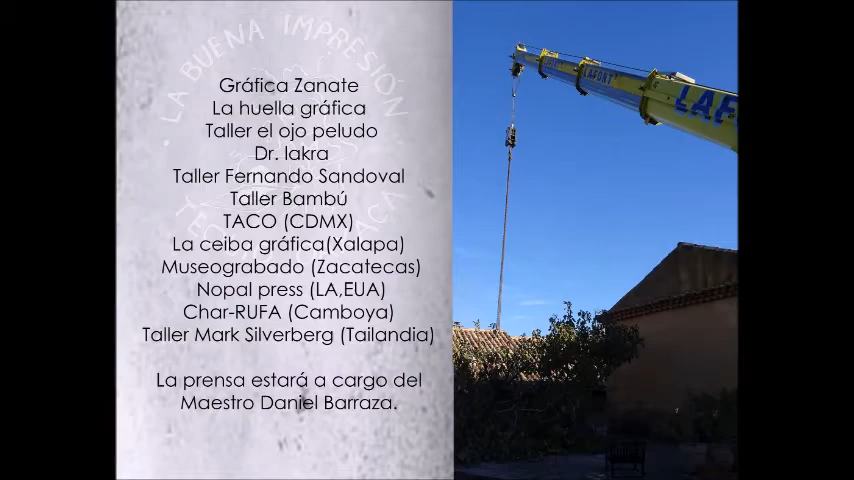 LA BUENA IMPRESIÓN
Gráfica Zanate
La huella gráfica
Taller el ojo peludo
Dr. lakra
Taller Fernando Sandoval
Taller Bambú
TACO (CDMX)
La ceiba gráfica(Xalapa)
Museograbado (Zacatecas)
Nopal press (LA,EUA)
Char-RUFA (Camboya)
Taller Mark Silverberg (Tailandia)
La prensa estará a cargo del
Maestro Daniel Barraza.
LAFONT